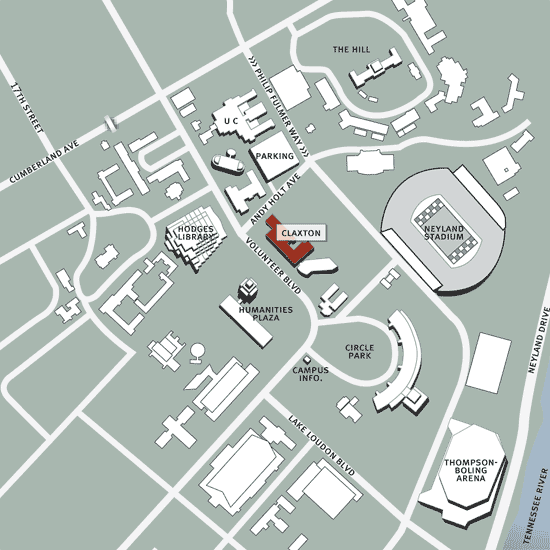 THE HILL
17TH STREET
>>> PHILIP FULMER WAY >>>
U C
CUMBERLAND AVE
PARKING
ANDY HOLT AVE
HODGES
LIBRARY
CLAXTON
NEYLAND
STADIUM
VOLUNTEER BLVD
HUMANITIES
PLAZA
NEYLAND DRIVE
CIRCLE
PARK
CAMPUS
INFO.
LAKE LOUDON BLVD
THOMPSON-
BOLING
ARENA
TENNESSEE RIVER